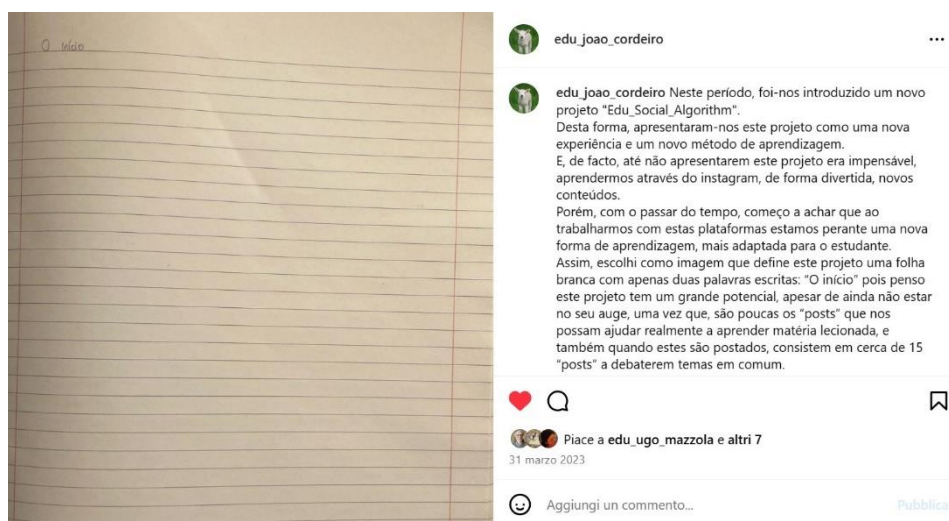 O início
edu_joao_cordeiro
edu_joao_cordeiro Neste período, foi-nos introduzido um novo
projeto "Edu_Social_Algorithm".
Desta forma, apresentaram-nos este projeto como uma nova
experiência e um novo método de aprendizagem.
E, de facto, até não apresentarem este projeto era impensável,
aprendermos através do instagram, de forma divertida, novos
conteúdos.
Porém, com o passar do tempo, começo a achar que ao
trabalharmos com estas plataformas estamos perante uma nova
forma de aprendizagem, mais adaptada para o estudante.
Assim, escolhi como imagem que define este projeto uma folha
branca com apenas duas palavras escritas: “O início” pois penso
este projeto tem um grande potencial, apesar de ainda não estar
no seu auge, uma vez que, são poucas os “posts” que nos
possam ajudar realmente a aprender matéria lecionada, e
também quando estes são postados, consistem em cerca de 15
“posts” a debaterem temas em comum.
Piace a edu_ugo_mazzola e altri 7
31 marzo 2023
Aggiungi un commento...
Pubblica